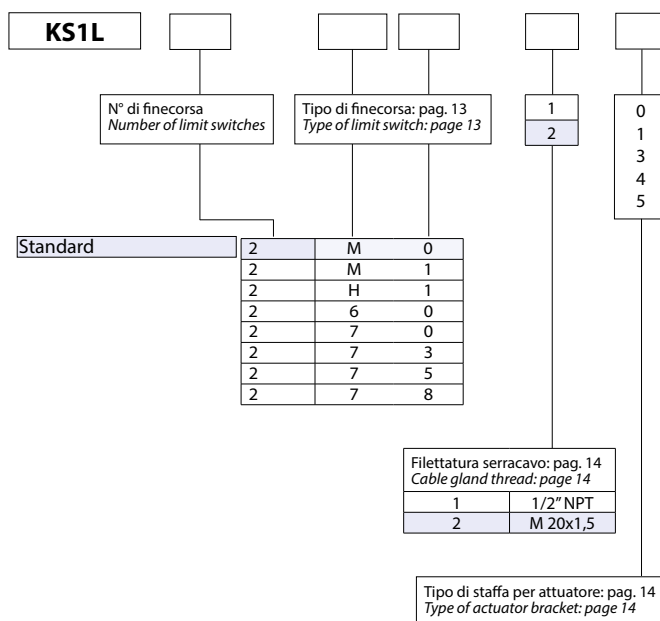 KS1L
N° di finecorsa
Number of limit switches
Tipo di finecorsa: pag. 13
Type of limit switch: page 13
1
2
0
1
3
4
5
Standard
2 M 0
2 M 1
2 H 1
2 6 0
2 7 0
2 7 3
2 7 5
2 7 8
Filettatura serracavo: pag. 14
Cable gland thread: page 14
1 1/2” NPT
2 M 20x1,5
Tipo di staffa per attuatore: pag. 14
Type of actuator bracket: page 14